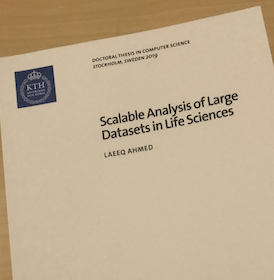 KTH
DOCTORAL THESIS IN COMPUTER SCIENCE
STOCKHOLM, SWEDEN 2019
Scalable Analysis of Large
Datasets in Life Sciences
LAEEQ AHMED